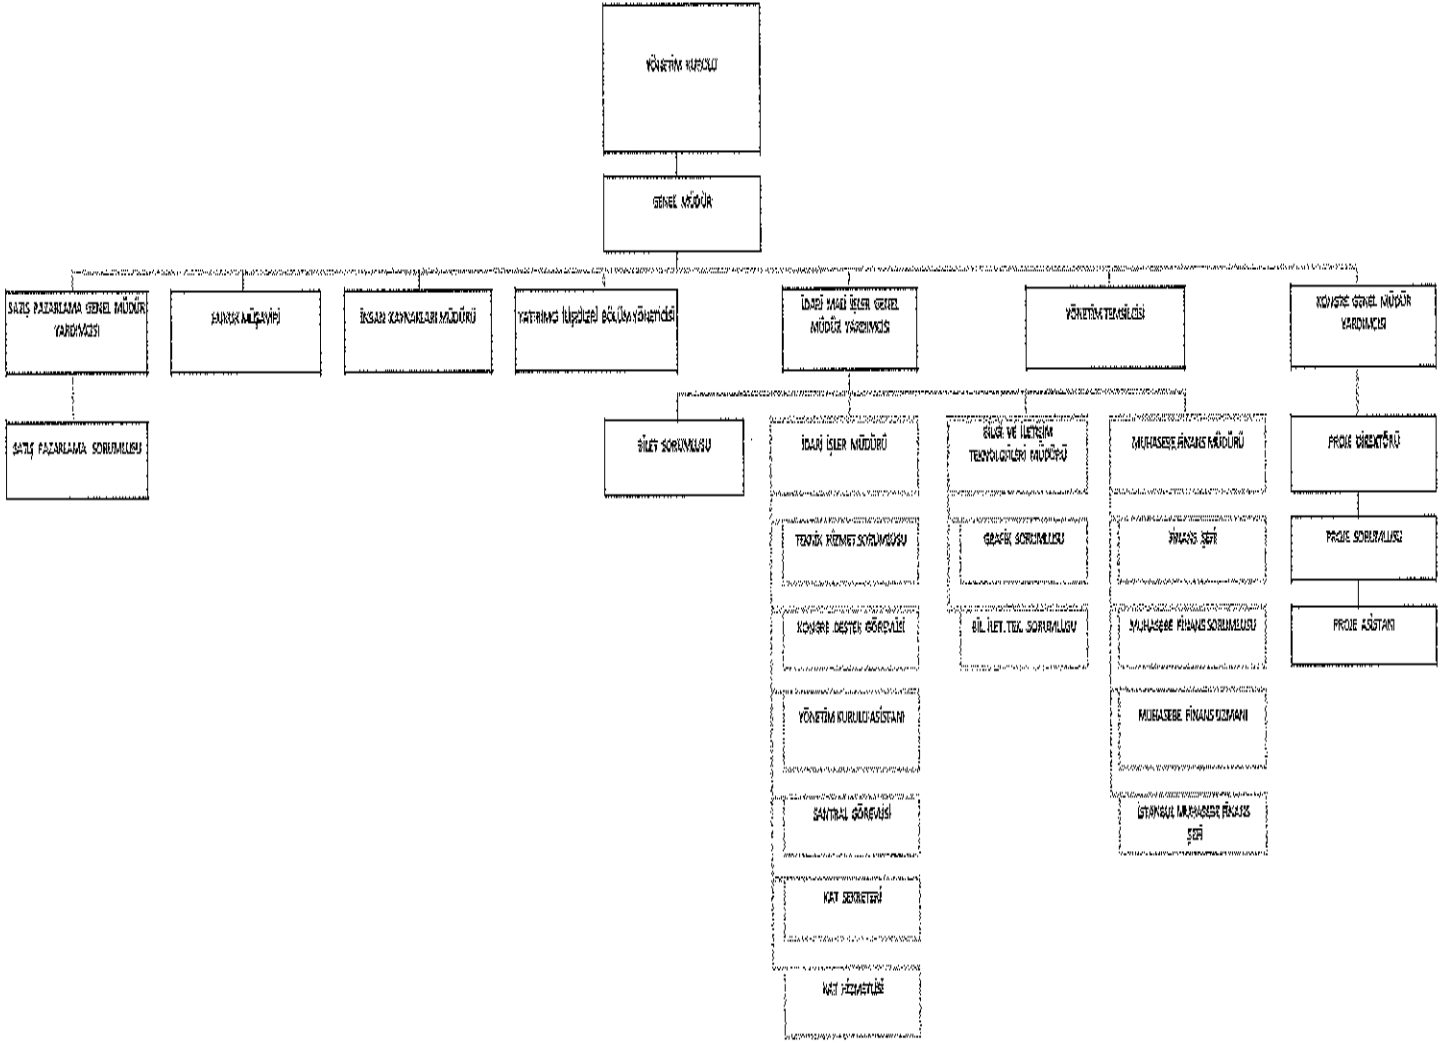 YÖNETİM KURULU
GENEL MÜDÜR
SATIŞ PAZARLAMA GENEL MÜDÜR
YARDIMCISI
HUKUK MÜŞAVİRİ
İNSAN KAYNAKLARI MÜDÜRÜ
YATIRIMCI İLİŞKİLERİ BÖLÜM YÖNETİCİSİ
İDARİ MALİ İŞLER GENEL
MÜDÜR YARDIMCISI
YÖNETİM TEMSİLCİSİ
KONGRE GENEL MÜDÜR
YARDIMCISI
SATIŞ PAZARLAMA SORUMLUSU
BİLET SORUMLUSU
İDARİ İŞLER MÜDÜRÜ
BİLGİ VE İLETİŞİM
TEKNOLOJİLERİ MÜDÜRÜ
MUHASEBE FİNANS MÜDÜRÜ
PROJE DİREKTÖRÜ
TEKNİK HİZMET SORUMLUSU
GRAFİK SORUMLUSU
FİNANS ŞEFİ
PROJE SORUMLUSU
KONGRE DESTEK GÖREVLİSİ
BİL. İLET. TEK. SORUMLUSU
MUHASEBE FİNANS SORUMLUSU
PROJE ASİSTANI
YÖNETİM KURULU ASİSTANI
MUHASEBE FİNANS UZMANI
SANTRAL GÖREVLİSİ
İSTANBUL MUHASEBE FİNANS
ŞEFİ
KAT SEKRETERİ
KAT HİZMETLİSİ